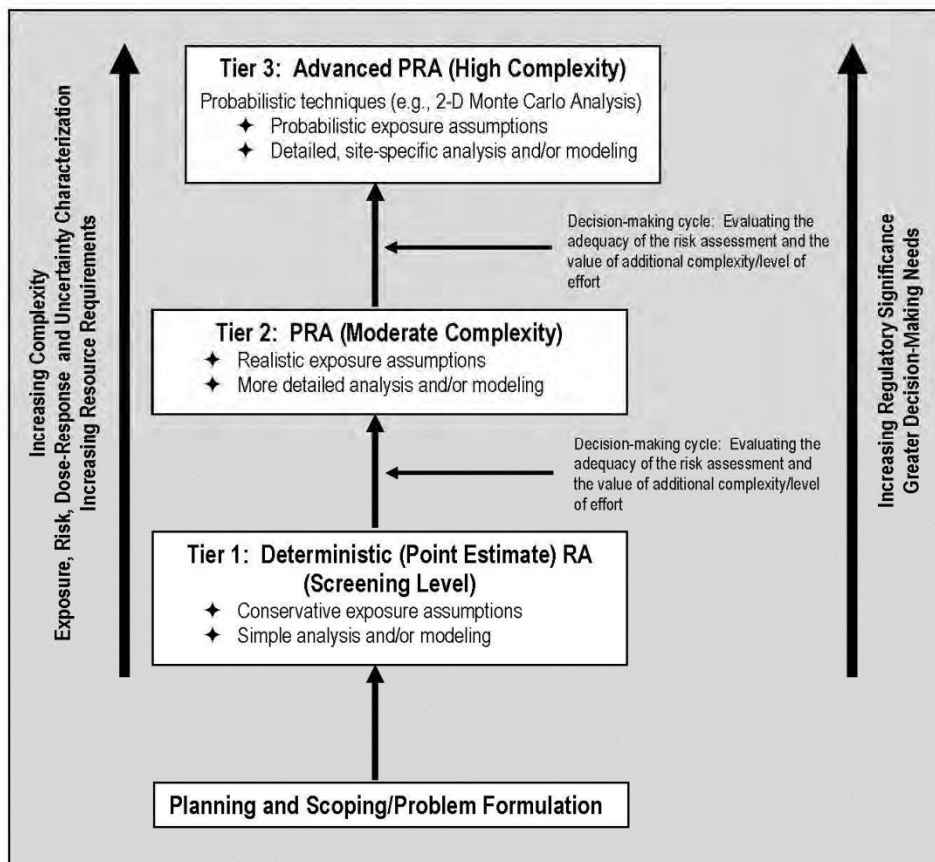 Tier 3:  Advanced PRA (High Complexity)
Probabilistic techniques (e.g., 2-D Monte Carlo Analysis)
✦ Probabilistic exposure assumptions
✦ Detailed, site-specific analysis and/or modeling
Decision-making cycle:  Evaluating the
adequacy of the risk assessment and the
value of additional complexity/level of
effort
Tier 2:  PRA (Moderate Complexity)
✦ Realistic exposure assumptions
✦ More detailed analysis and/or modeling
Decision-making cycle:  Evaluating the
adequacy of the risk assessment and
the value of additional complexity/level
of effort
Tier 1:  Deterministic (Point Estimate) RA
(Screening Level)
✦ Conservative exposure assumptions
✦ Simple analysis and/or modeling
Planning and Scoping/Problem Formulation
Increasing Complexity
Exposure, Risk, Dose-Response and Uncertainty Characterization
Increasing Resource Requirements
Increasing Regulatory Significance
Greater Decision-Making Needs